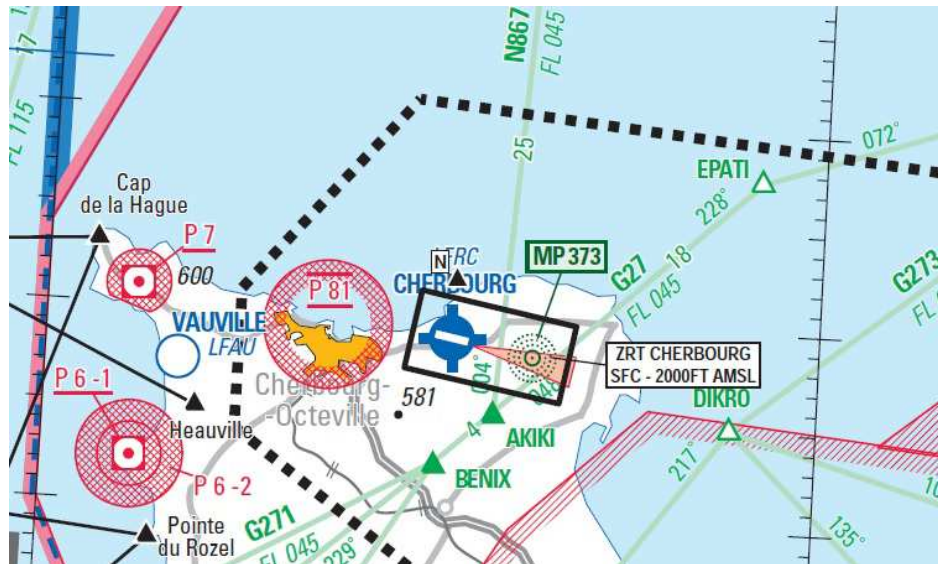 17
FL 115
N867
FL 045
25
072°
EPATI
228°
Cap
de la Hague
P 7
600
N
LFRC
CHERBOURG
MP 373
G27
18
FL 045
G273
P 81
VAUVILLE
LFAU
ZRT CHERBOURG
SFC - 2000FT AMSL
004°
Cherbourg-
-Octeville
581
P 6 -1
Heauville
4
AKIKI
DIKRO
217°
BENIX
P 6 -2
G271
FL 045
229°
135°
Pointe
du Rozel